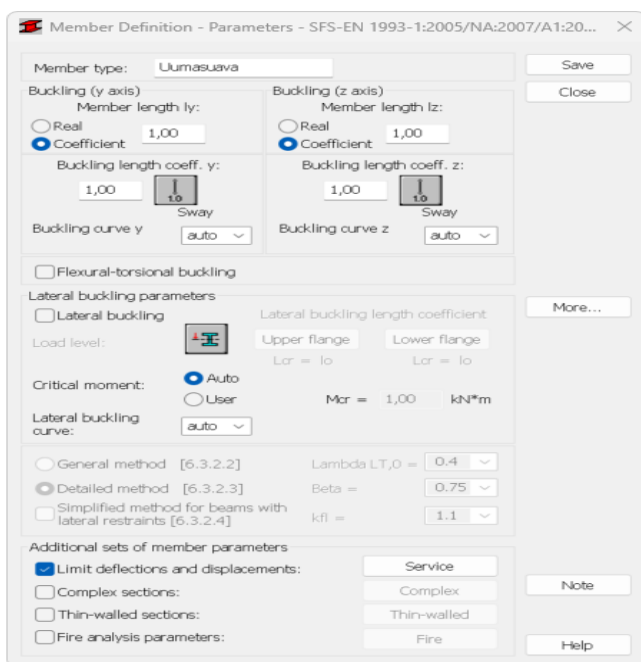 Member Definition - Parameters - SFS-EN 1993-1:2005/NA:2007/A1:20...
Member type: Uumasuava Save
Buckling (y axis) Buckling (z axis) Close
Member length ly: Member length lz:
Real Real
Coefficient 1,00 Coefficient 1,00
Buckling length coeff. y: Buckling length coeff. z:
1,00 1.0 1,00 1.0
Sway Sway
Buckling curve y auto Buckling curve z auto
Flexural-torsional buckling
Lateral buckling parameters More...
Lateral buckling Lateral buckling length coefficient
Load level: Upper flange Lower flange
Lcr = lo Lcr = lo
Critical moment: Auto
User Mcr = 1,00 kN*m
Lateral buckling
curve: auto
General method [6.3.2.2] Lambda LT,0 = 0.4
Detailed method [6.3.2.3] Beta = 0.75
Simplified method for beams with
lateral restraints [6.3.2.4] kfl = 1.1
Additional sets of member parameters
Limit deflections and displacements: Service
Complex sections: Complex Note
Thin-walled sections: Thin-walled
Fire analysis parameters: Fire Help